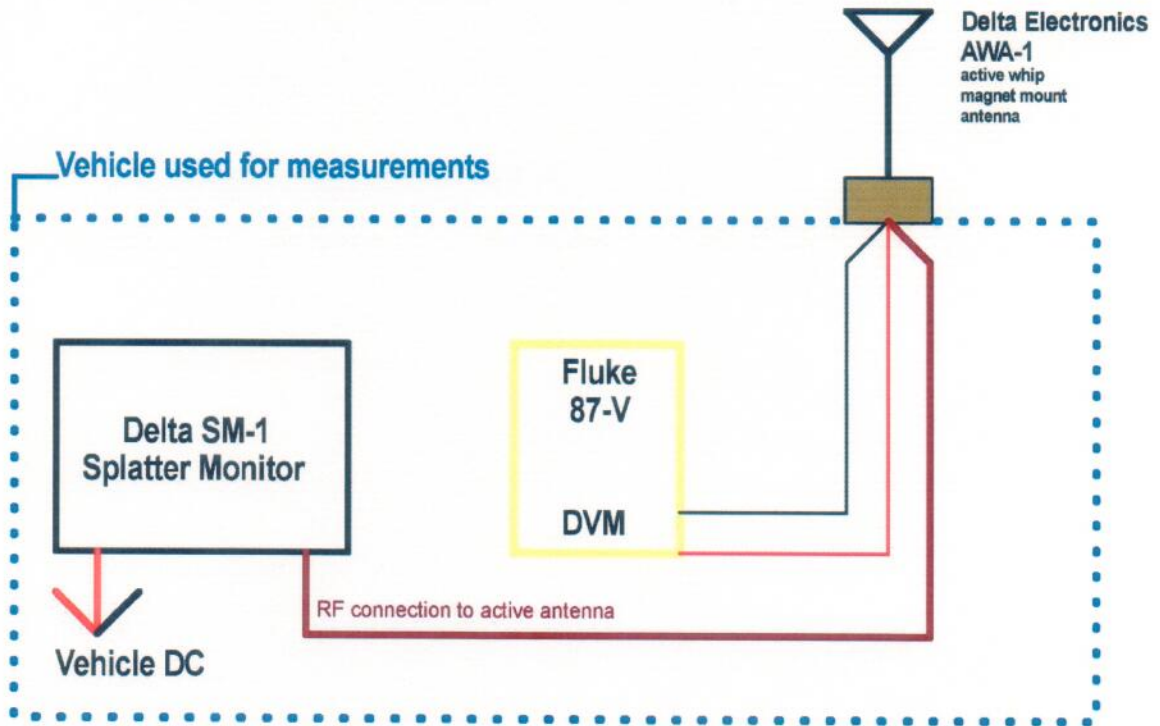 Delta Electronics
AWA-1
active whip
magnet mount
antenna
Vehicle used for measurements
Fluke
87-V
Delta SM-1
Splatter Monitor
DVM
RF connection to active antenna
Vehicle DC